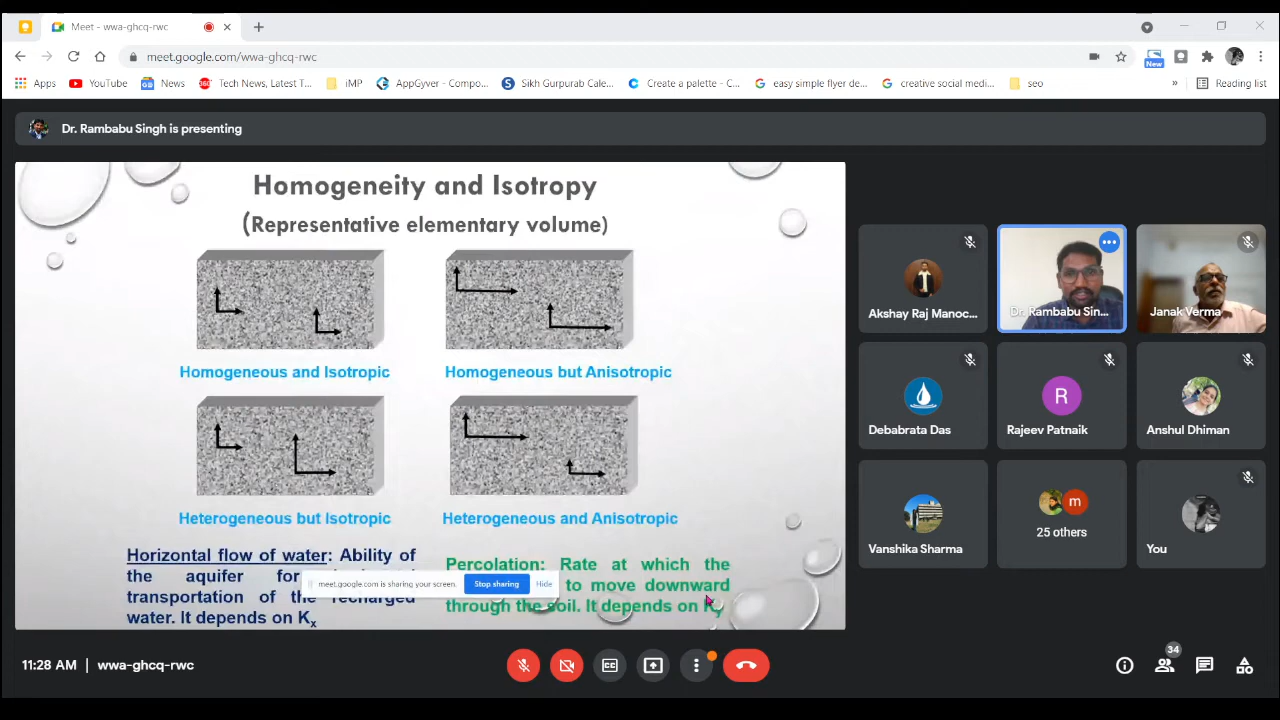 Meet - wwa-ghcq-rwc
meet.google.com/wwa-ghcq-rwc
New
Apps
YouTube
News
Tech News, Latest T...
iMP
AppGyver - Compo...
Sikh Gurpurab Cale...
Create a palette - C...
easy simple flyer de...
creative social medi...
seo
»
Reading list
Dr. Rambabu Singh is presenting
Homogeneity and Isotropy
(Representative elementary volume)
Homogeneous and Isotropic
Homogeneous but Anisotropic
Heterogeneous but Isotropic
Heterogeneous and Anisotropic
Horizontal flow of water: Ability of
the aquifer for
transportation of the recharged
water. It depends on Kx
Percolation: Rate at which the
to move downward
through the soil. It depends on Ky
meet.google.com is sharing your screen.
Stop sharing
Hide
Akshay Raj Manoc...
Dr. Rambabu Sin...
Janak Verma
Debabrata Das
R
Rajeev Patnaik
Anshul Dhiman
Vanshika Sharma
m
25 others
You
11:28 AM | wwa-ghcq-rwc
CC
34